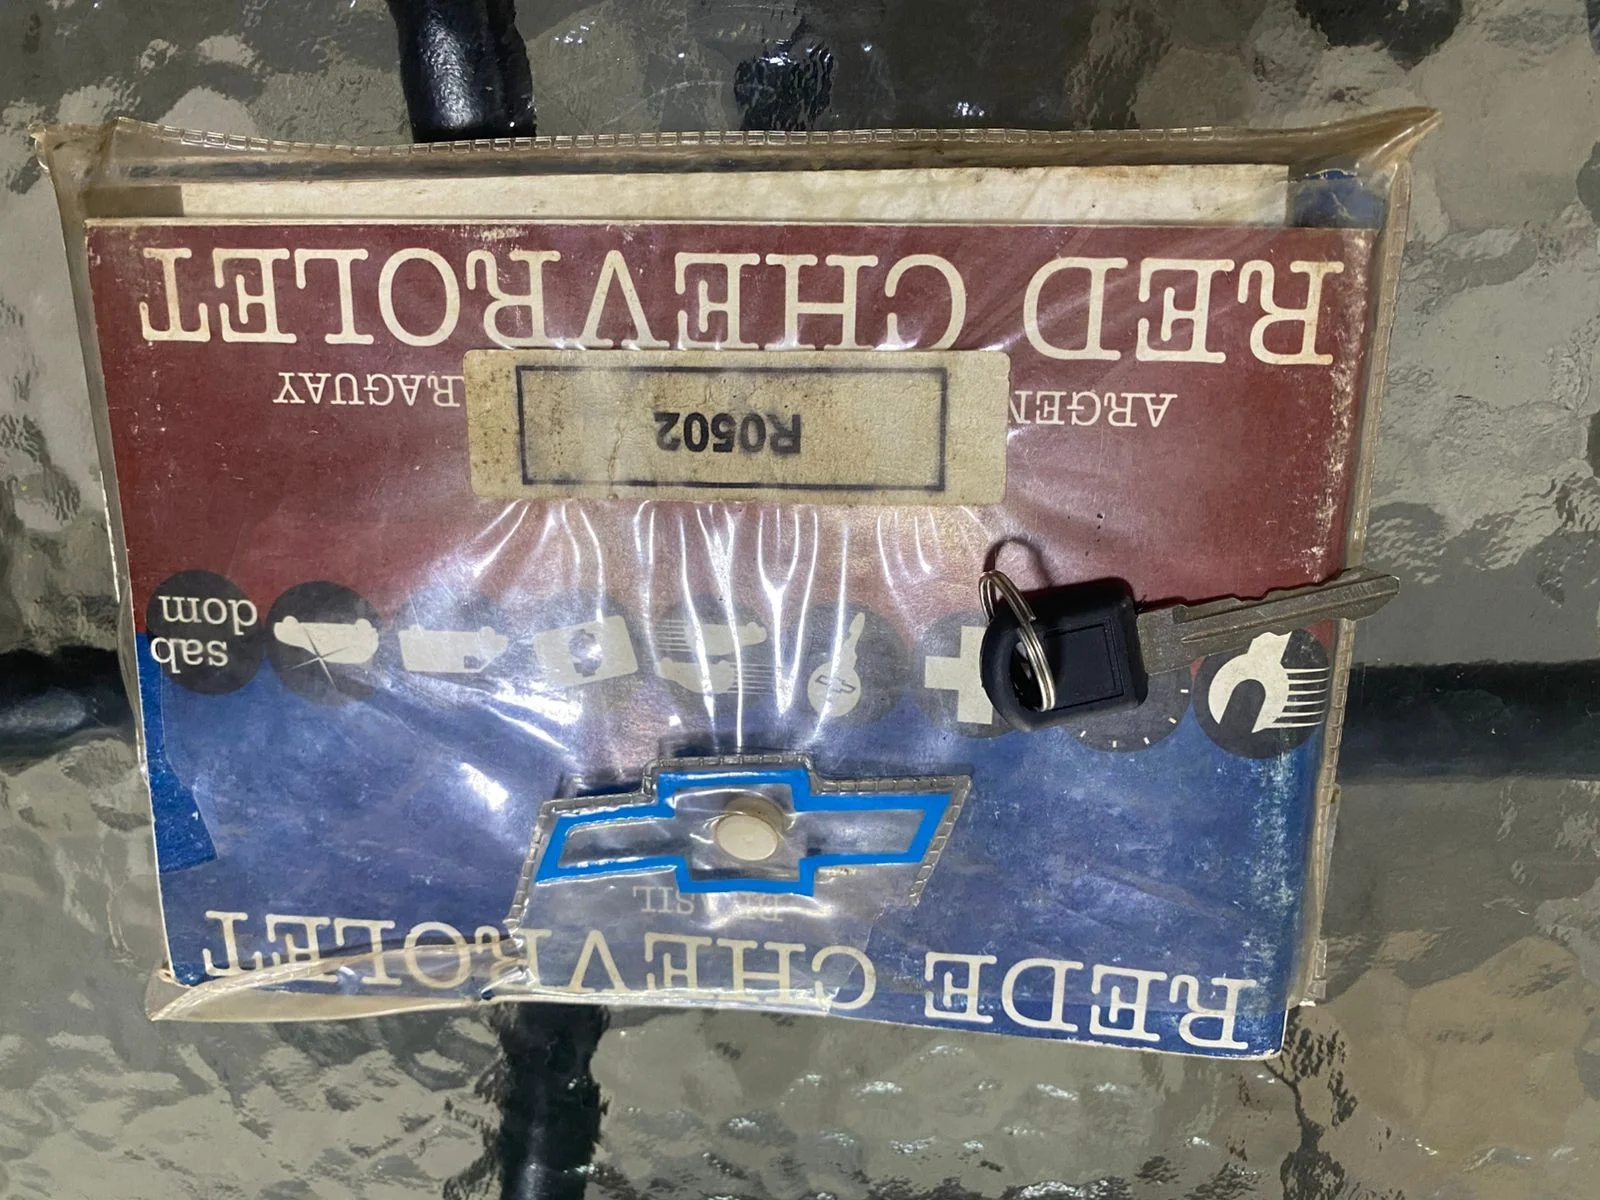 REDE CHEVROLET
BRASIL
sab
dom
R0502
ARGEN RAGUAY
RED CHEVROLET